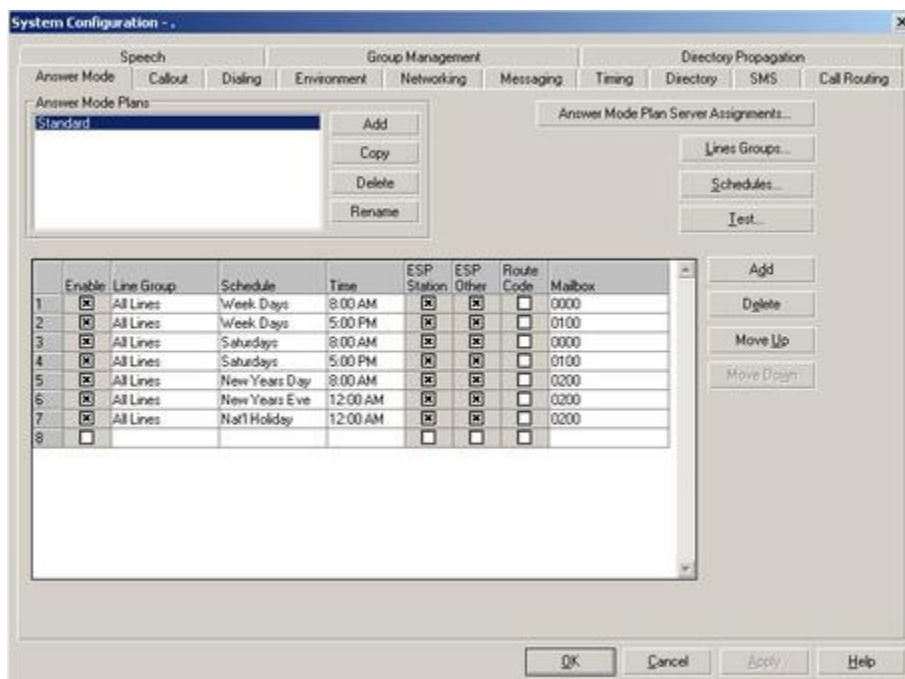 System Configuration - .
Speech Group Management Directory Propagation
Answer Mode Callout Dialing Environment Networking Messaging Timing Directory SMS Call Routing
Answer Mode Plans
Standard
Add
Copy
Delete
Rename
Answer Mode Plan Server Assignments...
Lines Groups...
Schedules...
Test...
Enable Line Group Schedule Time ESP Station ESP Other Route Code Mailbox
1 All Lines Week Days 8:00 AM 0000
2 All Lines Week Days 5:00 PM 0100
3 All Lines Saturdays 8:00 AM 0000
4 All Lines Saturdays 5:00 PM 0100
5 All Lines New Years Day 8:00 AM 0200
6 All Lines New Years Eve 12:00 AM 0200
7 All Lines Nat'l Holiday 12:00 AM 0200
8
Add
Delete
Move Up
Move Down
OK Cancel Apply Help